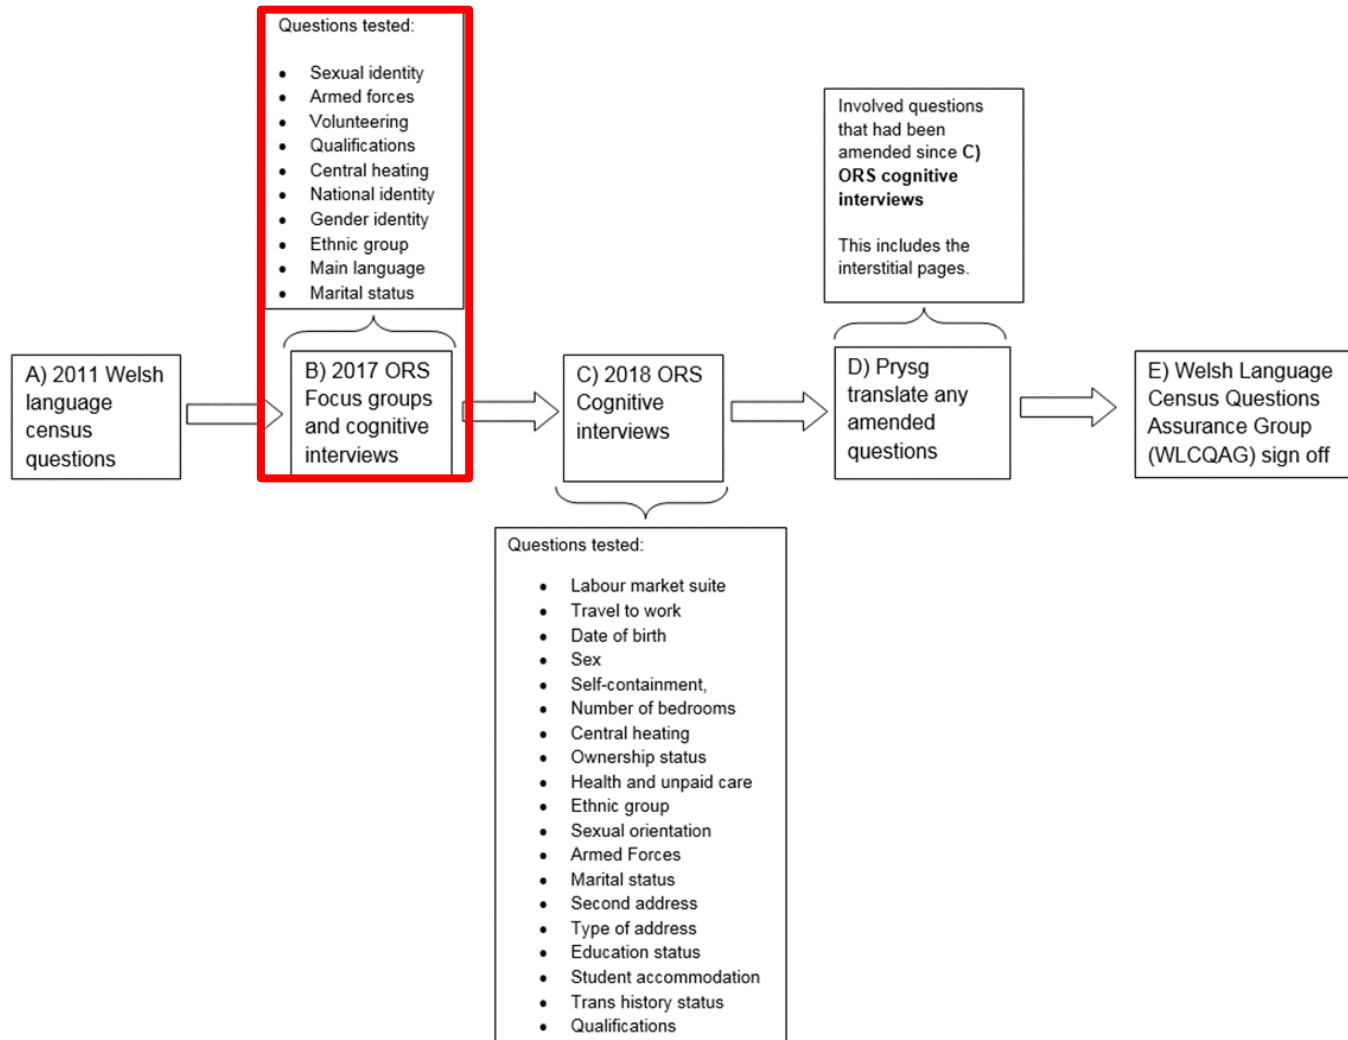 Questions tested:
• Sexual identity
• Armed forces
• Volunteering
• Qualifications
• Central heating
• National identity
• Gender identity
• Ethnic group
• Main language
• Marital status
Involved questions
that had been
amended since C)
ORS cognitive
interviews
This includes the
interstitial pages.
A) 2011 Welsh
language
census
questions
B) 2017 ORS
Focus groups
and cognitive
interviews
C) 2018 ORS
Cognitive
interviews
D) Prysg
translate any
amended
questions
E) Welsh Language
Census Questions
Assurance Group
(WLCQAG) sign off
Questions tested:
• Labour market suite
• Travel to work
• Date of birth
• Sex
• Self-containment,
• Number of bedrooms
• Central heating
• Ownership status
• Health and unpaid care
• Ethnic group
• Sexual orientation
• Armed Forces
• Marital status
• Second address
• Type of address
• Education status
• Student accommodation
• Trans history status
• Qualifications